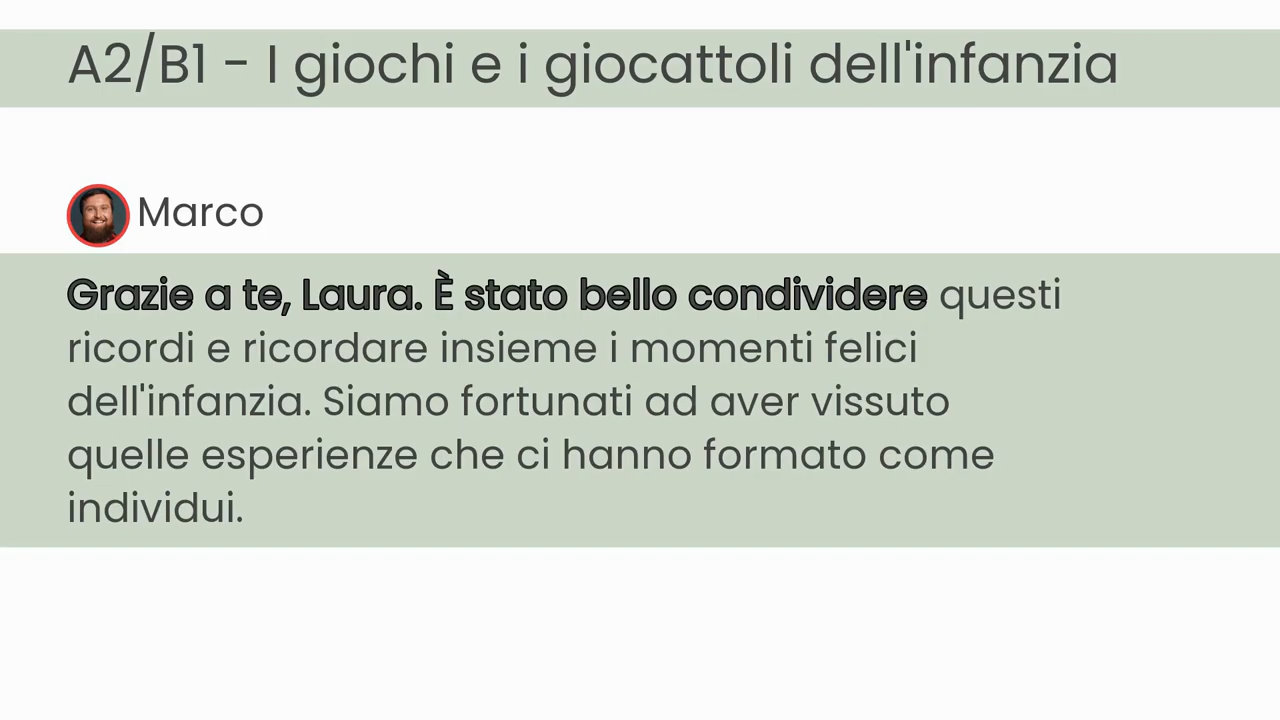 A2/B1 - I giochi e i giocattoli dell'infanzia
Marco
Grazie a te, Laura. È stato bello condividere questi
ricordi e ricordare insieme i momenti felici
dell'infanzia. Siamo fortunati ad aver vissuto
quelle esperienze che ci hanno formato come
individui.